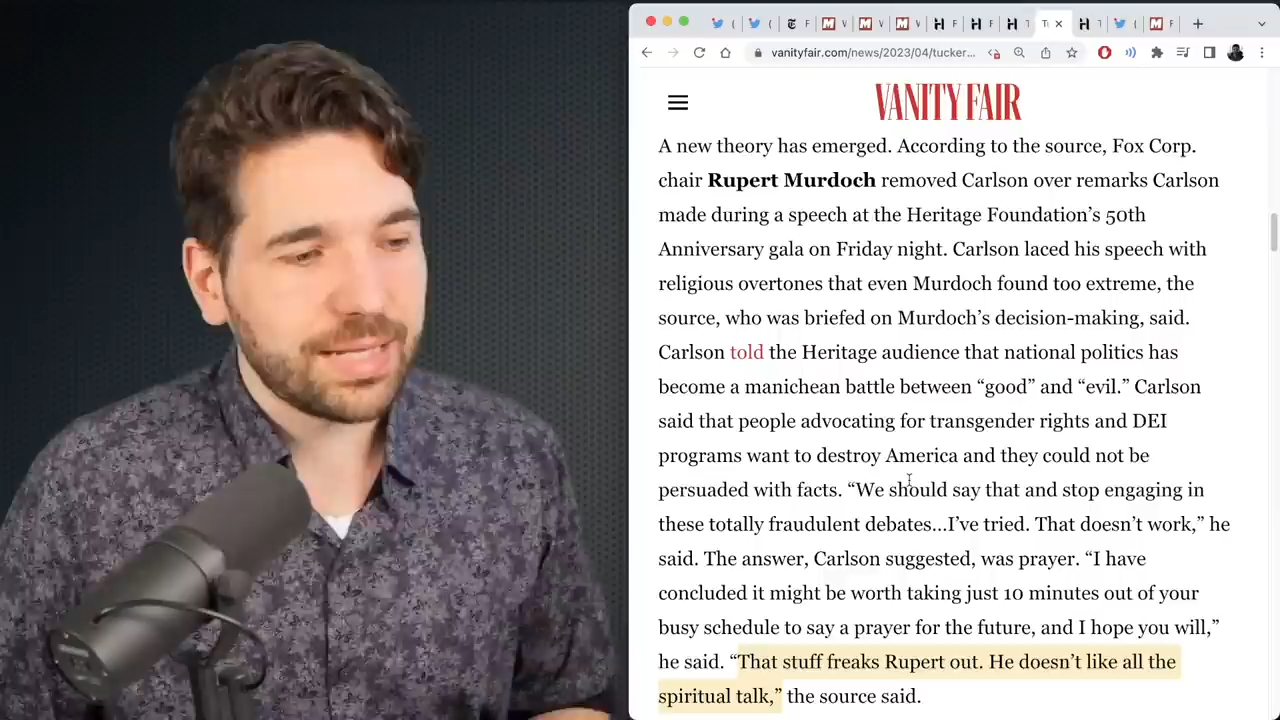 vanityfair.com/news/2023/04/tucker...
VANITY FAIR
A new theory has emerged. According to the source, Fox Corp.
chair Rupert Murdoch removed Carlson over remarks Carlson
made during a speech at the Heritage Foundation’s 50th
Anniversary gala on Friday night. Carlson laced his speech with
religious overtones that even Murdoch found too extreme, the
source, who was briefed on Murdoch’s decision-making, said.
Carlson told the Heritage audience that national politics has
become a manichean battle between “good” and “evil.” Carlson
said that people advocating for transgender rights and DEI
programs want to destroy America and they could not be
persuaded with facts. “We should say that and stop engaging in
these totally fraudulent debates…I’ve tried. That doesn’t work,” he
said. The answer, Carlson suggested, was prayer. “I have
concluded it might be worth taking just 10 minutes out of your
busy schedule to say a prayer for the future, and I hope you will,”
he said. “That stuff freaks Rupert out. He doesn’t like all the
spiritual talk,” the source said.